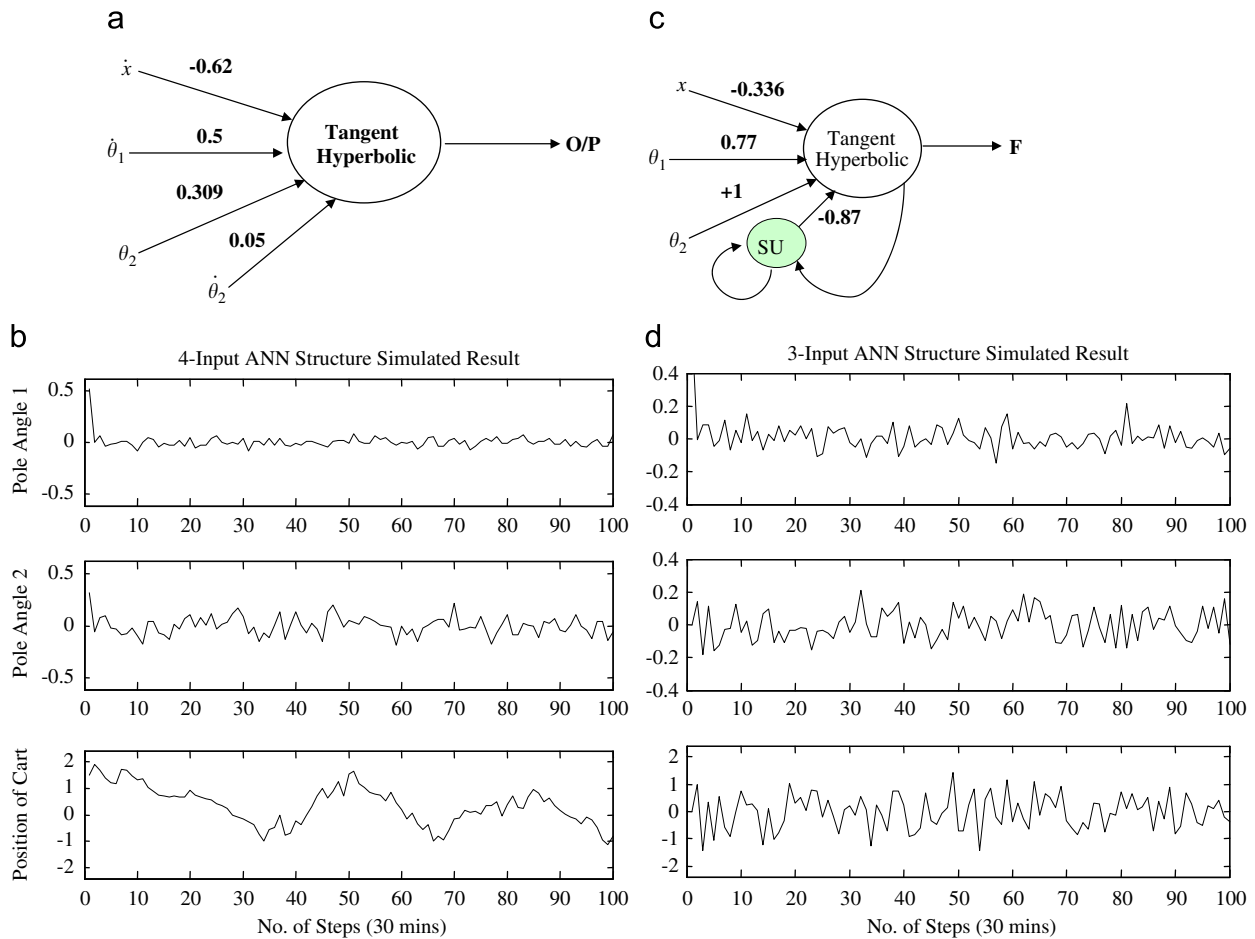 a
ẋ
-0.62
θ̇1
0.5
0.309
θ2
0.05
θ̇2
Tangent
Hyperbolic
O/P
c
x
-0.336
θ1
0.77
+1
θ2
-0.87
SU
Tangent
Hyperbolic
F
b
4-Input ANN Structure Simulated Result
Pole Angle 1
0.5
0
-0.5
0 10 20 30 40 50 60 70 80 90 100
Pole Angle 2
0.5
0
-0.5
0 10 20 30 40 50 60 70 80 90 100
Position of Cart
2
1
0
-1
-2
0 10 20 30 40 50 60 70 80 90 100
No. of Steps (30 mins)
d
3-Input ANN Structure Simulated Result
0.4
0.2
0
-0.2
-0.4
0 10 20 30 40 50 60 70 80 90 100
0.4
0.2
0
-0.2
-0.4
0 10 20 30 40 50 60 70 80 90 100
2
1
0
-1
-2
0 10 20 30 40 50 60 70 80 90 100
No. of Steps (30 mins)